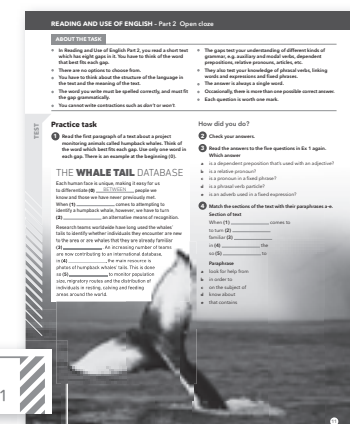 READING AND USE OF ENGLISH – Part 2 Open cloze
ABOUT THE TASK
In Reading and Use of English Part 2, you read a short text
which has eight gaps in it. You have to think of the word
that best fits each gap.
There are no options to choose from.
You have to think about the structure of the language
in the text and the meaning of the text.
The word you write must be spelled correctly, and must fit
the gap grammatically.
You cannot write contractions such as don't or won't.
The gaps test your understanding of different kinds of
grammar, e.g. auxiliary and modal verbs, dependent
prepositions, relative pronouns, articles, etc.
They also test your knowledge of phrasal verbs, linking
words and expressions and fixed phrases.
The answer is always a single word.
Occasionally, there is more than one possible correct answer.
Each question is worth one mark.
TEST
Practice task
1 Read the first paragraph of a text about a project
monitoring animals called humpback whales. Think of
the word which best fits each gap. Use only one word in
each gap. There is an example at the beginning (0).
THE WHALE TAIL DATABASE
Each human face is unique, making it easy for us
to differentiate (0) BETWEEN people we
know and those we have never previously met.
When (1) comes to attempting to
identify a humpback whale, however, we have to turn
(2) an alternative means of recognition.
Research teams worldwide have long used the whales'
tails to identify whether individuals they encounter are new
to the area or are whales that they are already familiar
(3) . An increasing number of teams
are now contributing to an international database,
in (4) the main resource is
photos of humpback whales' tails. This is done
so (5) to monitor population
size, migratory routes and the distribution of
individuals in resting, calving and feeding
areas around the world.
How did you do?
2 Check your answers.
3 Read the answers to the questions in Ex 1 again.
Which answer
a is a dependent preposition that's used with an adjective?
b is a relative pronoun?
c is a pronoun in a fixed phrase?
d is a phrasal verb particle?
e is an adverb used in a fixed expression?
4 Match the sections of the text with their paraphrases a–e.
Section of text
When (1) comes to
to turn (2)
familiar (3)
in (4) the
so (5) to
Paraphrase
a look for help from
b in order to
c on the subject of
d know about
e that contains
1
11